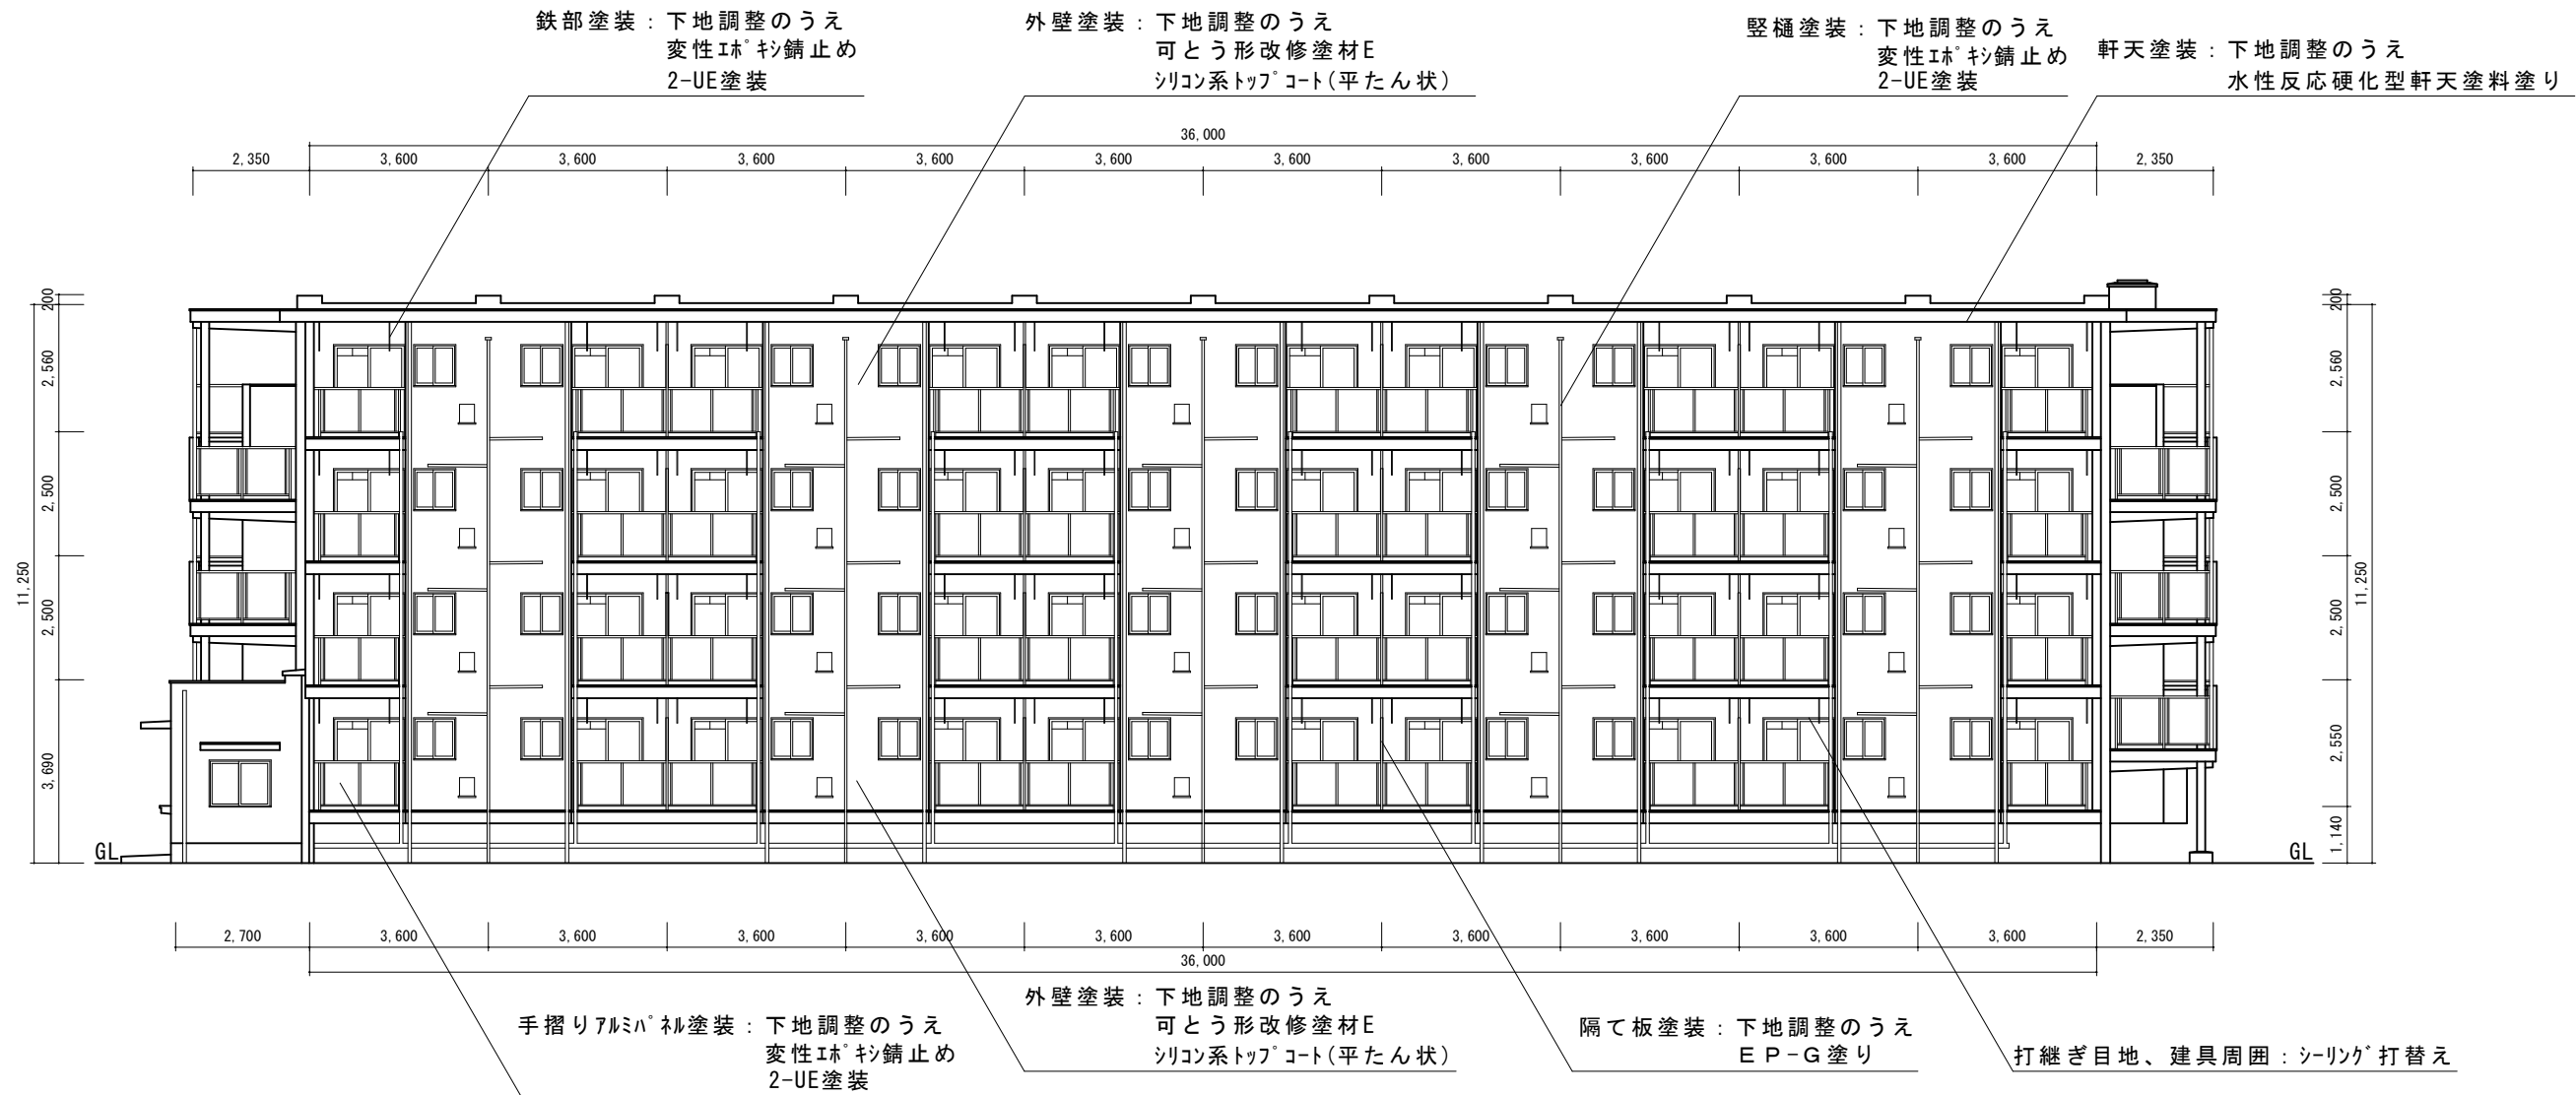 鉄部塗装：下地調整のうえ
変性ｴﾎﾟｷｼ錆止め
2-UE塗装
外壁塗装：下地調整のうえ
可とう形改修塗材E
ｼﾘｺﾝ系ﾄｯﾌﾟｺｰﾄ(平たん状)
竪樋塗装：下地調整のうえ
変性ｴﾎﾟｷｼ錆止め
2-UE塗装
軒天塗装：下地調整のうえ
水性反応硬化型軒天塗料塗り
36,000
2,350 3,600 3,600 3,600 3,600 3,600 3,600 3,600 3,600 3,600 3,600 2,350
200
2,560
2,500
2,500
3,690
11,250
200
2,560
2,500
2,500
2,550
1,140
11,250
GL
GL
2,700 3,600 3,600 3,600 3,600 3,600 3,600 3,600 3,600 3,600 3,600 2,350
36,000
手摺りｱﾙﾐﾊﾟﾈﾙ塗装：下地調整のうえ
変性ｴﾎﾟｷｼ錆止め
2-UE塗装
外壁塗装：下地調整のうえ
可とう形改修塗材E
ｼﾘｺﾝ系ﾄｯﾌﾟｺｰﾄ(平たん状)
隔て板塗装：下地調整のうえ
ＥＰ-Ｇ塗り
打継ぎ目地、建具周囲：ｼｰﾘﾝｸﾞ打替え